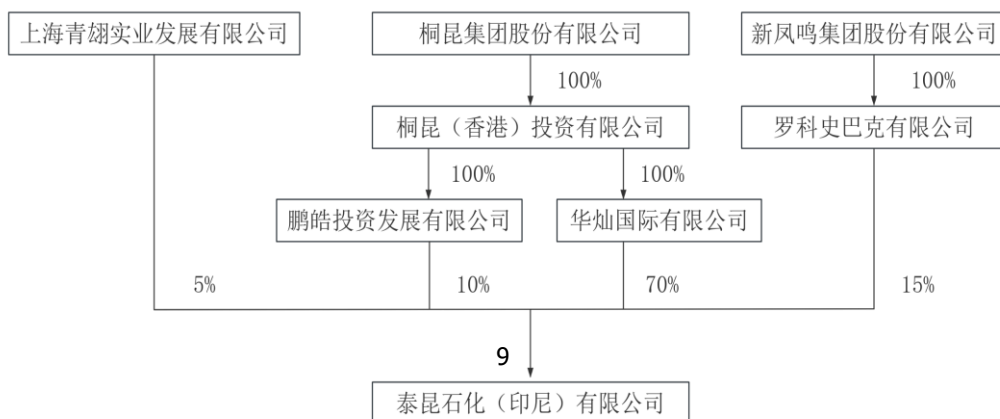 上海青翃实业发展有限公司
桐昆集团股份有限公司
新凤鸣集团股份有限公司
100%
100%
桐昆（香港）投资有限公司
罗科史巴克有限公司
100%
100%
鹏皓投资发展有限公司
华灿国际有限公司
5%
10%
70%
15%
9
泰昆石化（印尼）有限公司